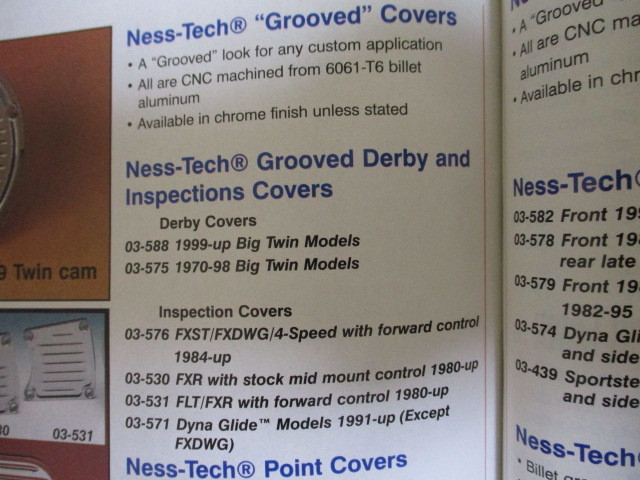 Ness-Tech® "Grooved" Covers
• A "Grooved" look for any custom application
• All are CNC machined from 6061-T6 billet
aluminum
• Available in chrome finish unless stated
Ness-Tech® Grooved Derby and
Inspections Covers
Derby Covers
03-588 1999-up Big Twin Models
03-575 1970-98 Big Twin Models
Inspection Covers
03-576 FXST/FXDWG/4-Speed with forward control
1984-up
03-530 FXR with stock mid mount control 1980-up
03-531 FLT/FXR with forward control 1980-up
03-571 Dyna Glide™ Models 1991-up (Except
FXDWG)
Ness-Tech® Point Covers
9 Twin cam
30
03-531
• A "Grooved
• All are CNC ma
aluminum
• Available in chr
Ness-Tech®
03-582 Front 199
03-578 Front 198
rear late
03-579 Front 198
1982-95
03-574 Dyna Gli
and side
03-439 Sportste
and side
Ness-Tech
• Billet